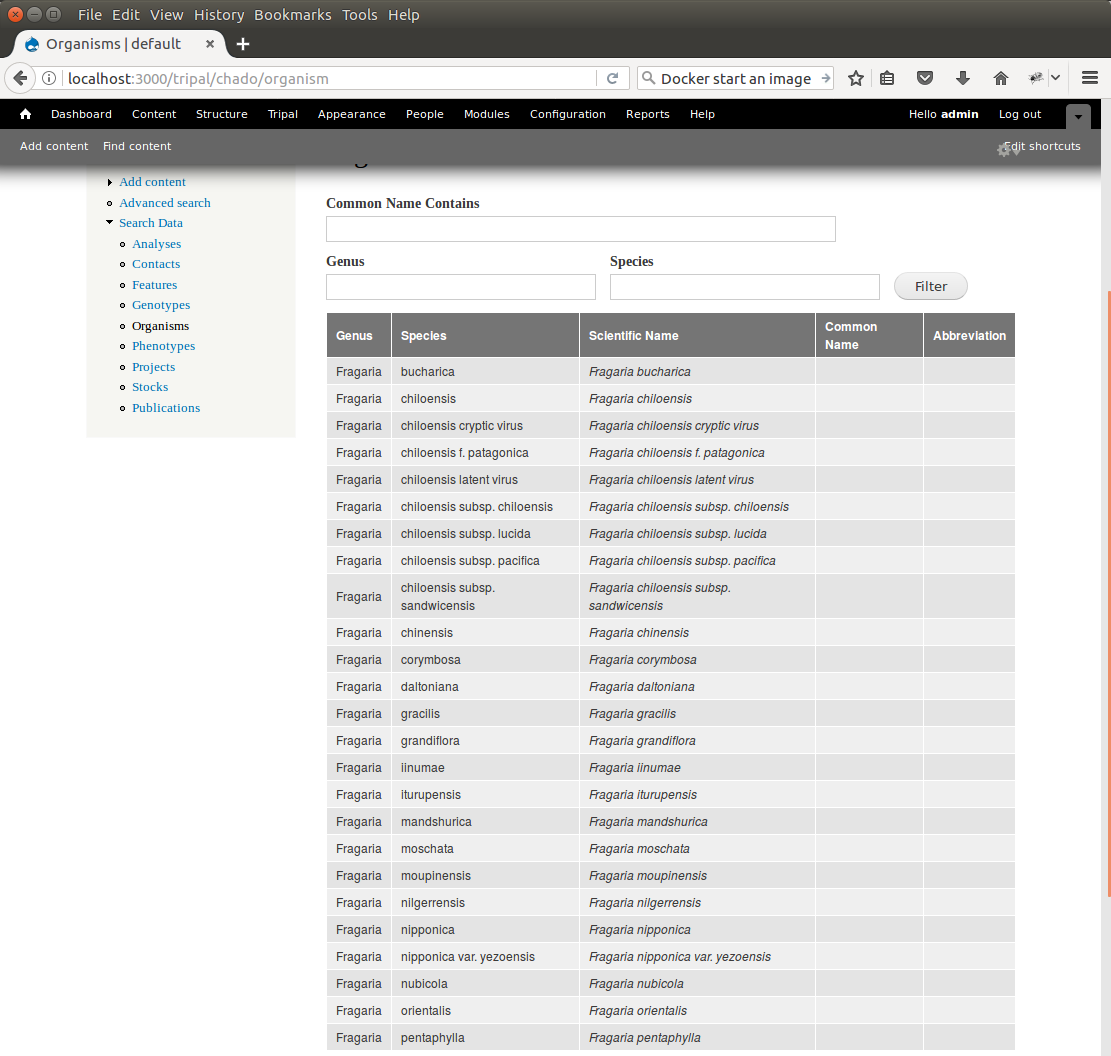 File Edit View History Bookmarks Tools Help
Organisms | default
localhost:3000/tripal/chado/organism
Docker start an image
Dashboard Content Structure Tripal Appearance People Modules Configuration Reports Help Hello admin Log out
Add content Find content Edit shortcuts
Add content
Advanced search
Search Data
Analyses
Contacts
Features
Genotypes
Organisms
Phenotypes
Projects
Stocks
Publications
Common Name Contains
Genus Species
Filter
Genus Species Scientific Name Common Name Abbreviation
Fragaria bucharica Fragaria bucharica
Fragaria chiloensis Fragaria chiloensis
Fragaria chiloensis cryptic virus Fragaria chiloensis cryptic virus
Fragaria chiloensis f. patagonica Fragaria chiloensis f. patagonica
Fragaria chiloensis latent virus Fragaria chiloensis latent virus
Fragaria chiloensis subsp. chiloensis Fragaria chiloensis subsp. chiloensis
Fragaria chiloensis subsp. lucida Fragaria chiloensis subsp. lucida
Fragaria chiloensis subsp. pacifica Fragaria chiloensis subsp. pacifica
Fragaria chiloensis subsp. sandwicensis Fragaria chiloensis subsp. sandwicensis
Fragaria chinensis Fragaria chinensis
Fragaria corymbosa Fragaria corymbosa
Fragaria daltoniana Fragaria daltoniana
Fragaria gracilis Fragaria gracilis
Fragaria grandiflora Fragaria grandiflora
Fragaria iinumae Fragaria iinumae
Fragaria iturupensis Fragaria iturupensis
Fragaria mandshurica Fragaria mandshurica
Fragaria moschata Fragaria moschata
Fragaria moupinensis Fragaria moupinensis
Fragaria nilgerrensis Fragaria nilgerrensis
Fragaria nipponica Fragaria nipponica
Fragaria nipponica var. yezoensis Fragaria nipponica var. yezoensis
Fragaria nubicola Fragaria nubicola
Fragaria orientalis Fragaria orientalis
Fragaria pentaphylla Fragaria pentaphylla